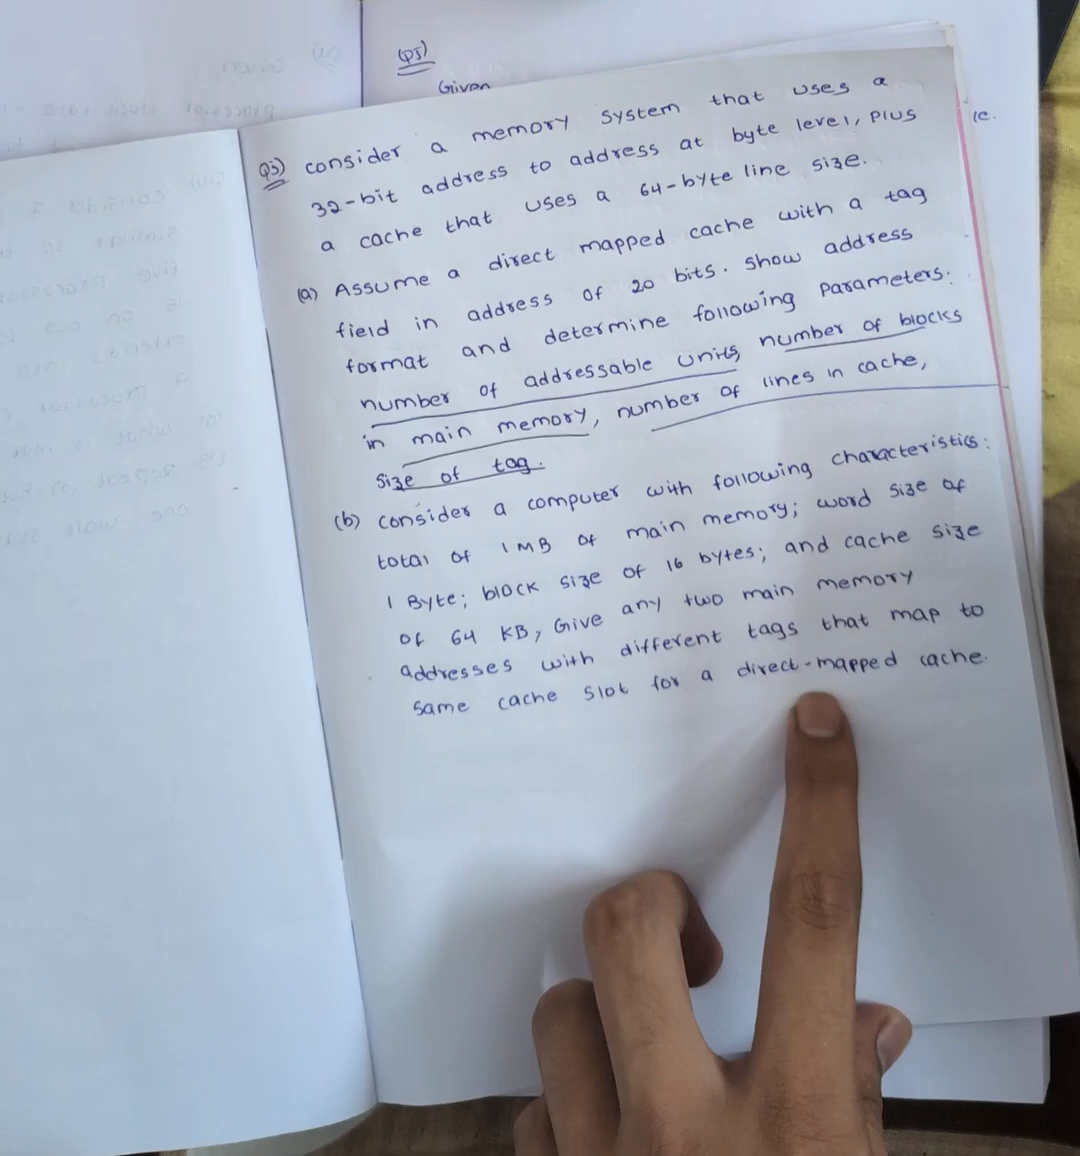 Q5)
Given
le.
Q5) consider a memory system that uses a
32-bit address to address at byte level, plus
a cache that uses a 64-byte line size.
(a) Assume a direct mapped cache with a tag
field in address of 20 bits. show address
format and determine following parameters.
number of addressable units, number of blocks
in main memory, number of lines in cache,
size of tag.
(b) consider a computer with following characteristics:
total of 1MB of main memory; word size of
1 Byte; block size of 16 bytes; and cache size
of 64 KB, Give any two main memory
addresses with different tags that map to
same cache slot for a direct-mapped cache.